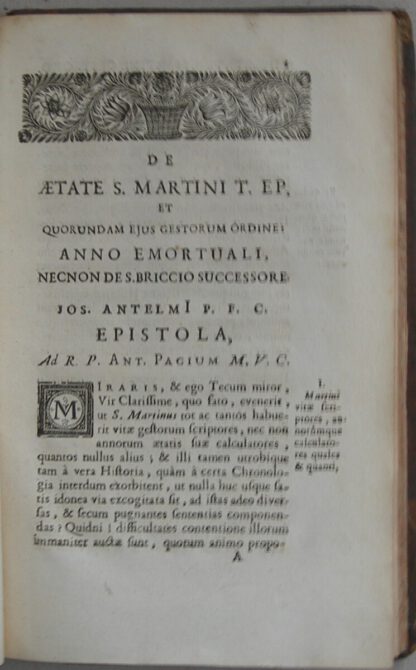 DE
ÆTATE S. MARTINI T. EP.
ET
QUORUNDAM EJUS GESTORUM ORDINE;
ANNO EMORTUALI,
NECNON DE S. BRICCIO SUCCESSORE.
JOS. ANTELMI P. F. C.
EPISTOLA,
Ad R. P. ANT. PAGIUM M. V. C.
MIRARIS, & ego Tecum miror,
Vir Clarissime, quo fato, evenerit,
ut S. Martinus tot ac tantos habue-
rit vitæ gestorum scriptores, nec non
annorum ætatis suæ calculatores,
quantos nullus alius; & illi tamen utrobique
tam à vera Historia, quàm à certa Chronolo-
gia interdum exorbitent, ut nulla huc usque sa-
tis idonea via excogitata sit, ad istas adeo diver-
sas, & secum pugnantes sententias componen-
das? Quidni! difficultates contentione illorum
immaniter auctæ sunt, quorum animo propo-
A
I.
Martini
vitæ scri-
ptores, an-
norúmque
calculato-
res quales
& quanti,